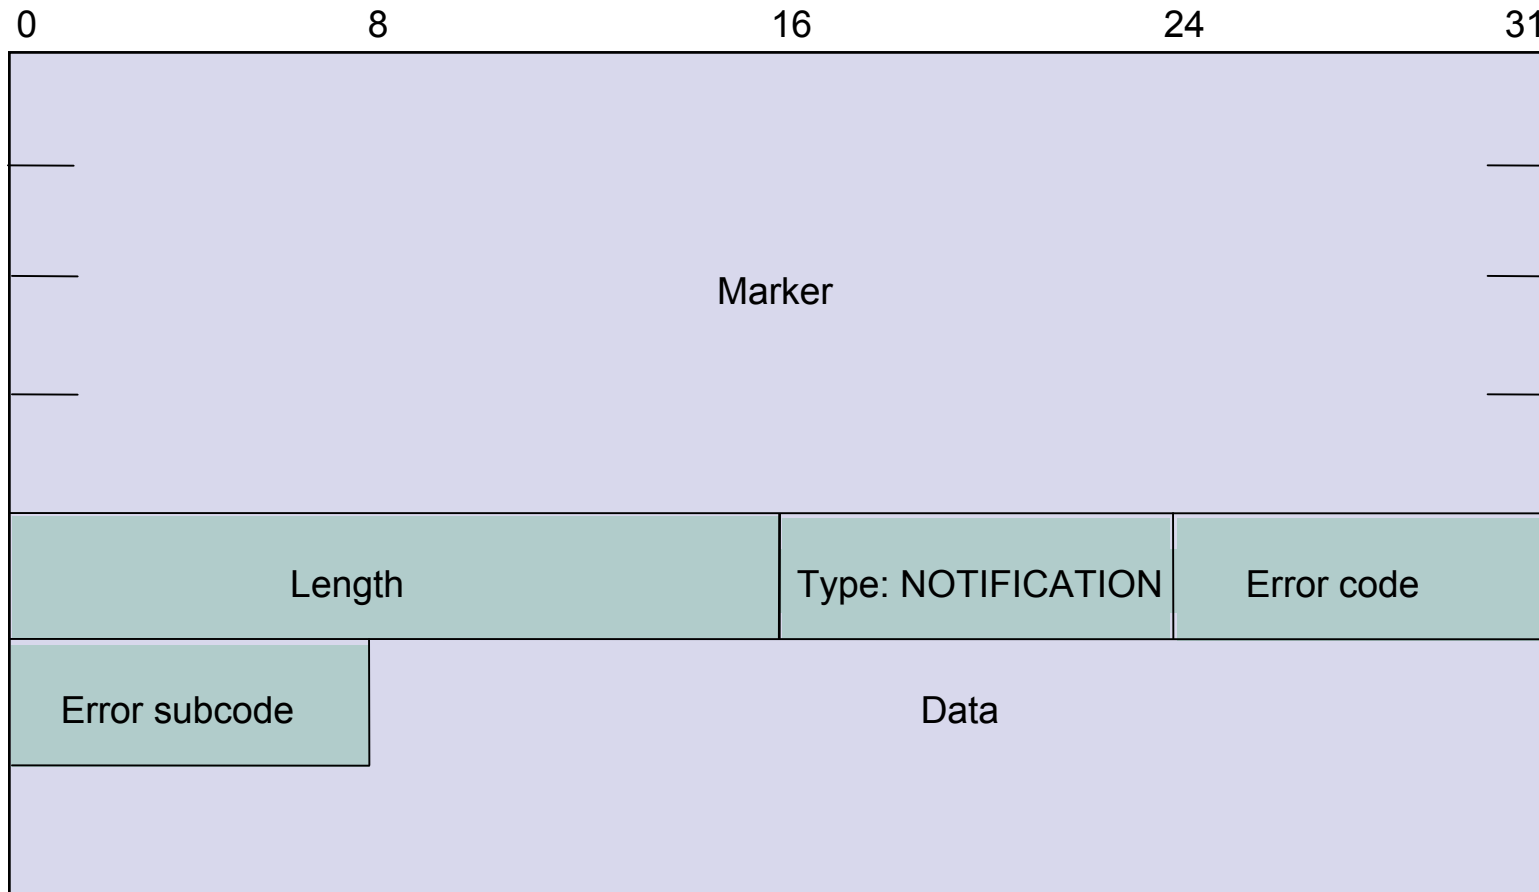 0 8 16 24 31
Marker
Length Type: NOTIFICATION Error code
Error subcode Data